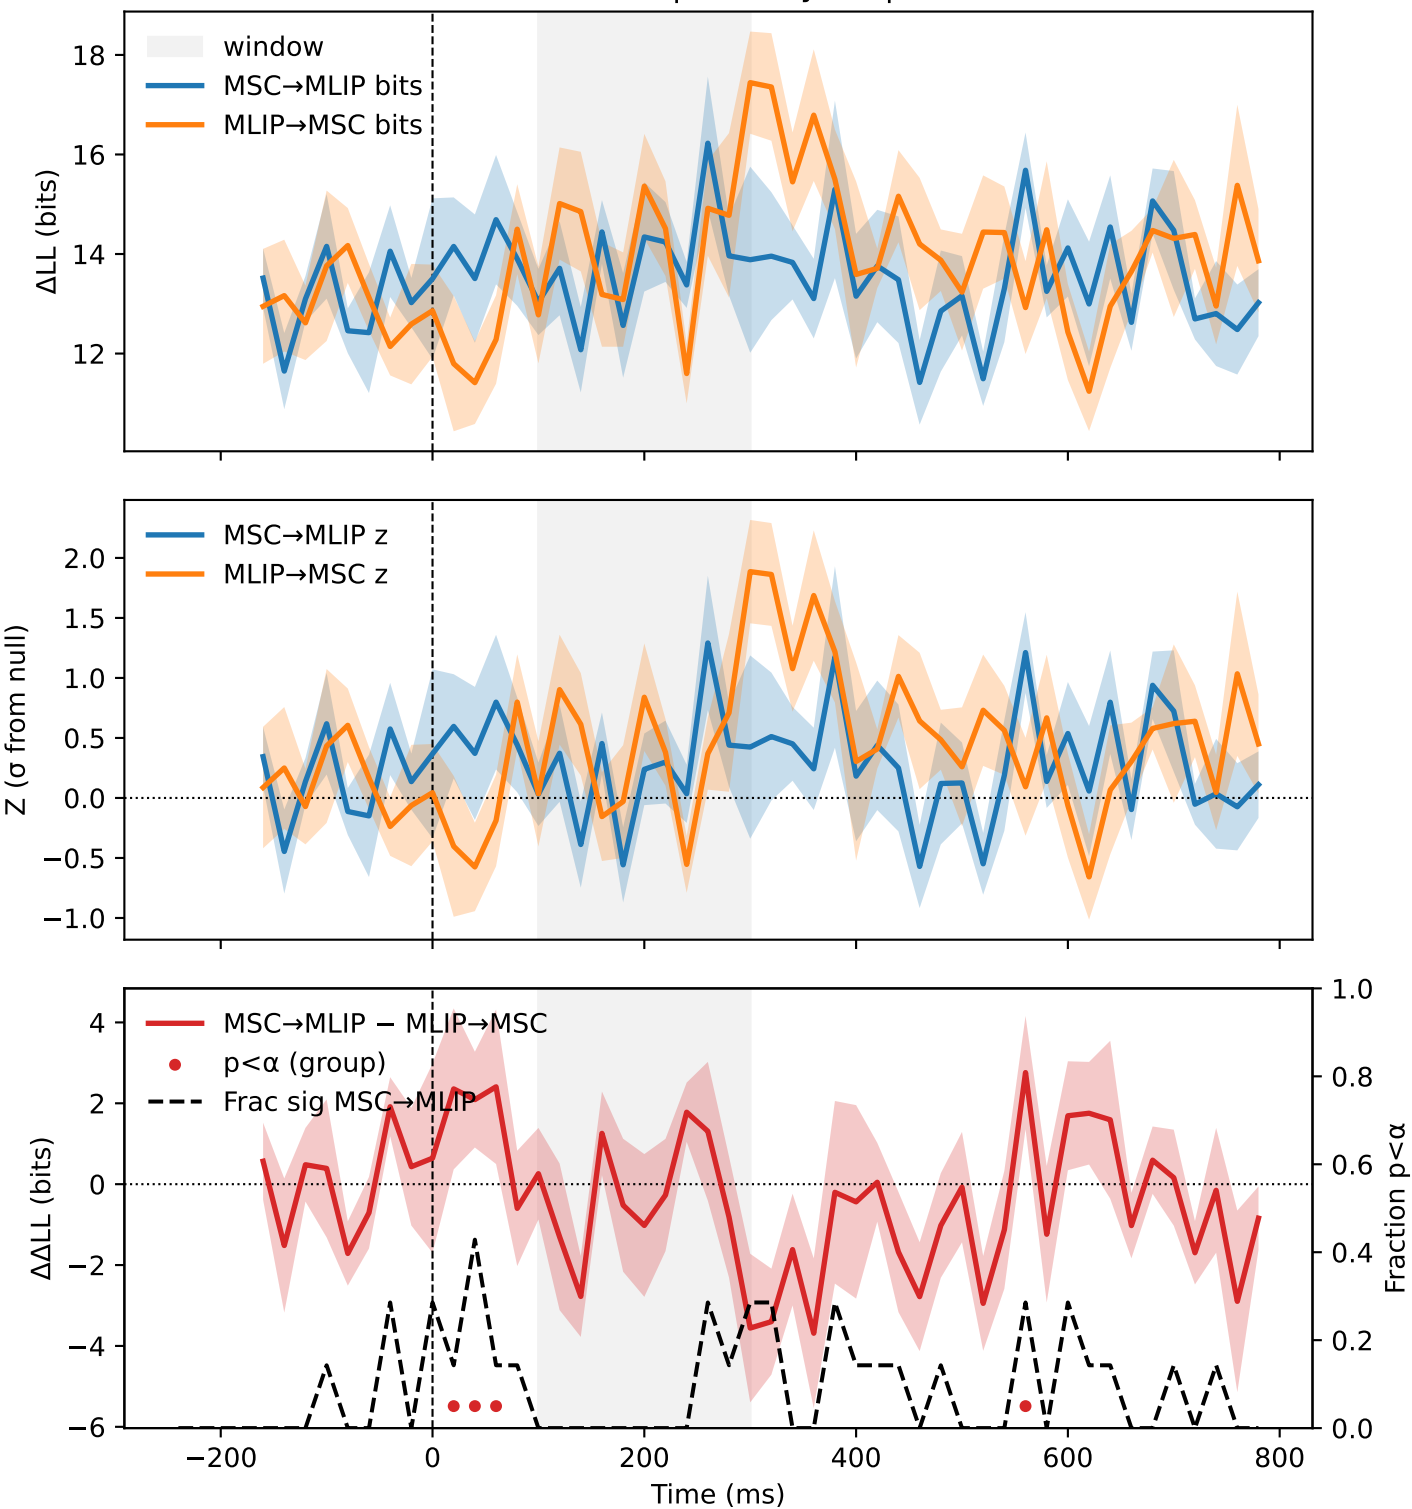 18
16
14
12
ΔLL (bits)
window
MSC→MLIP bits
MLIP→MSC bits
2.0
1.5
1.0
0.5
0.0
−0.5
−1.0
Z (σ from null)
MSC→MLIP z
MLIP→MSC z
4
2
0
−2
−4
−6
ΔΔLL (bits)
MSC→MLIP − MLIP→MSC
p<α (group)
Frac sig MSC→MLIP
1.0
0.8
0.6
0.4
0.2
0.0
Fraction p<α
−200
0
200
400
600
800
Time (ms)